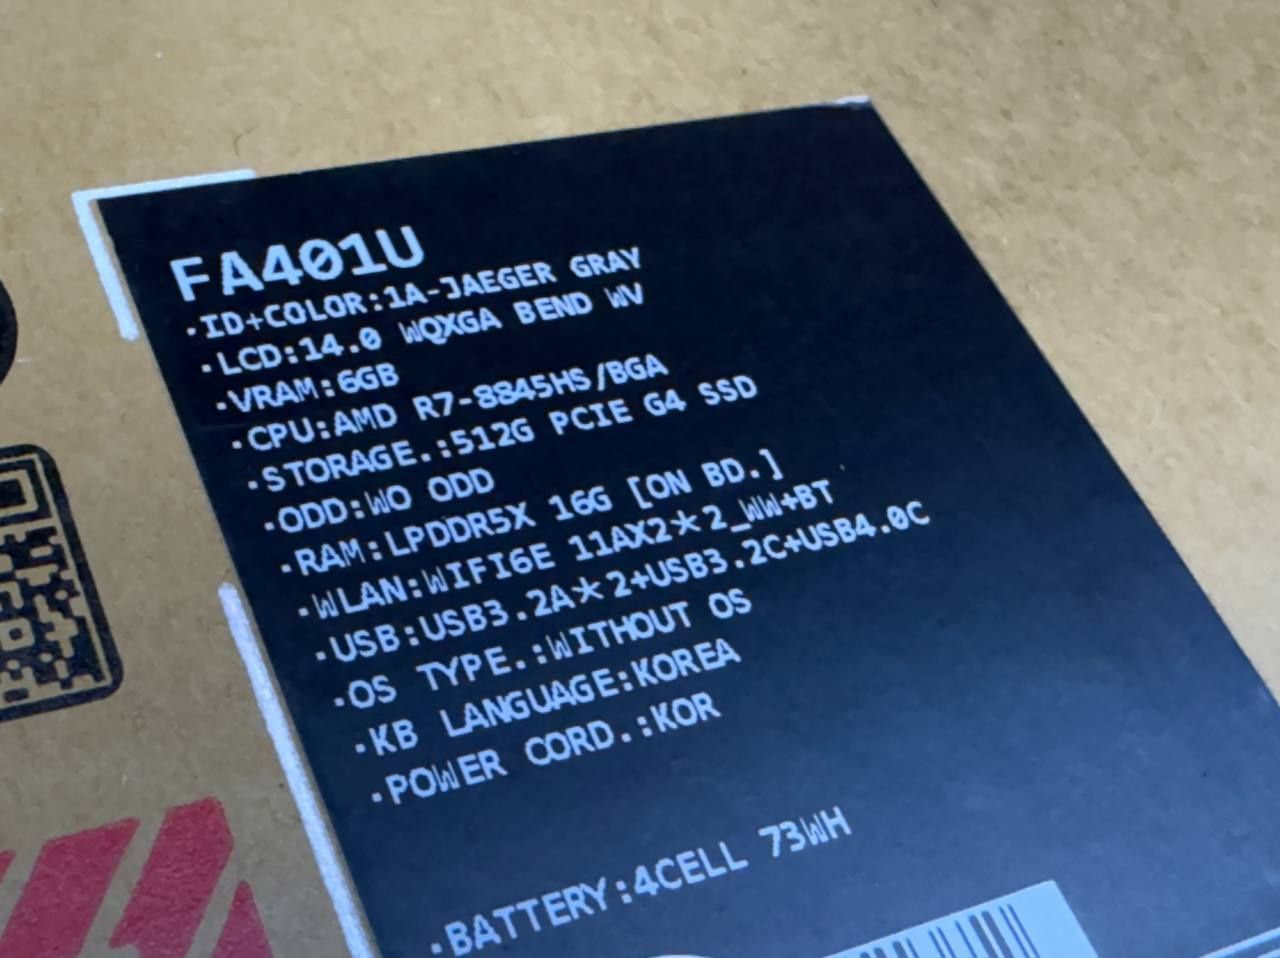 FA401U
·ID+COLOR:1A-JAEGER GRAY
·LCD:14.0 WQXGA BEND WV
·VRAM:6GB
·CPU:AMD R7-8845HS/BGA
·STORAGE.:512G PCIE G4 SSD
·ODD:WO ODD
·RAM:LPDDR5X 16G [ON BD.]
·WLAN:WIFI6E 11AX2*2_WW+BT
·USB:USB3.2A*2+USB3.2C+USB4.0C
·OS TYPE.:WITHOUT OS
·KB LANGUAGE:KOREA
·POWER CORD.:KOR
·BATTERY:4CELL 73WH